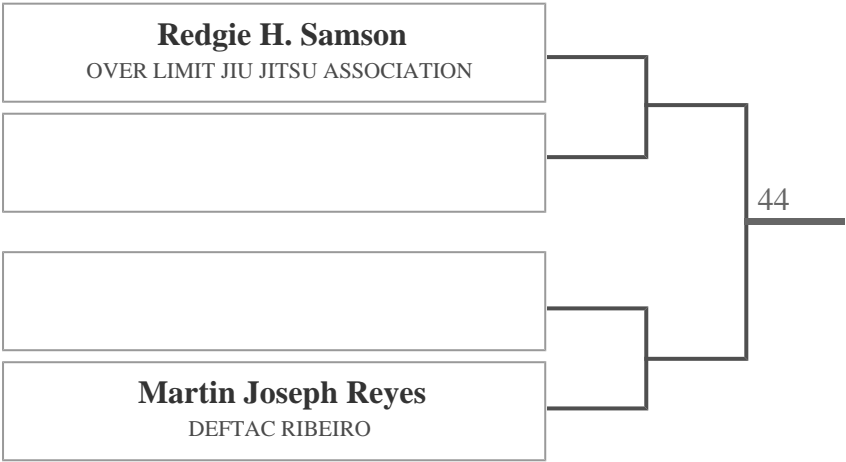 Redgie H. Samson
OVER LIMIT JIU JITSU ASSOCIATION
44
Martin Joseph Reyes
DEFTAC RIBEIRO